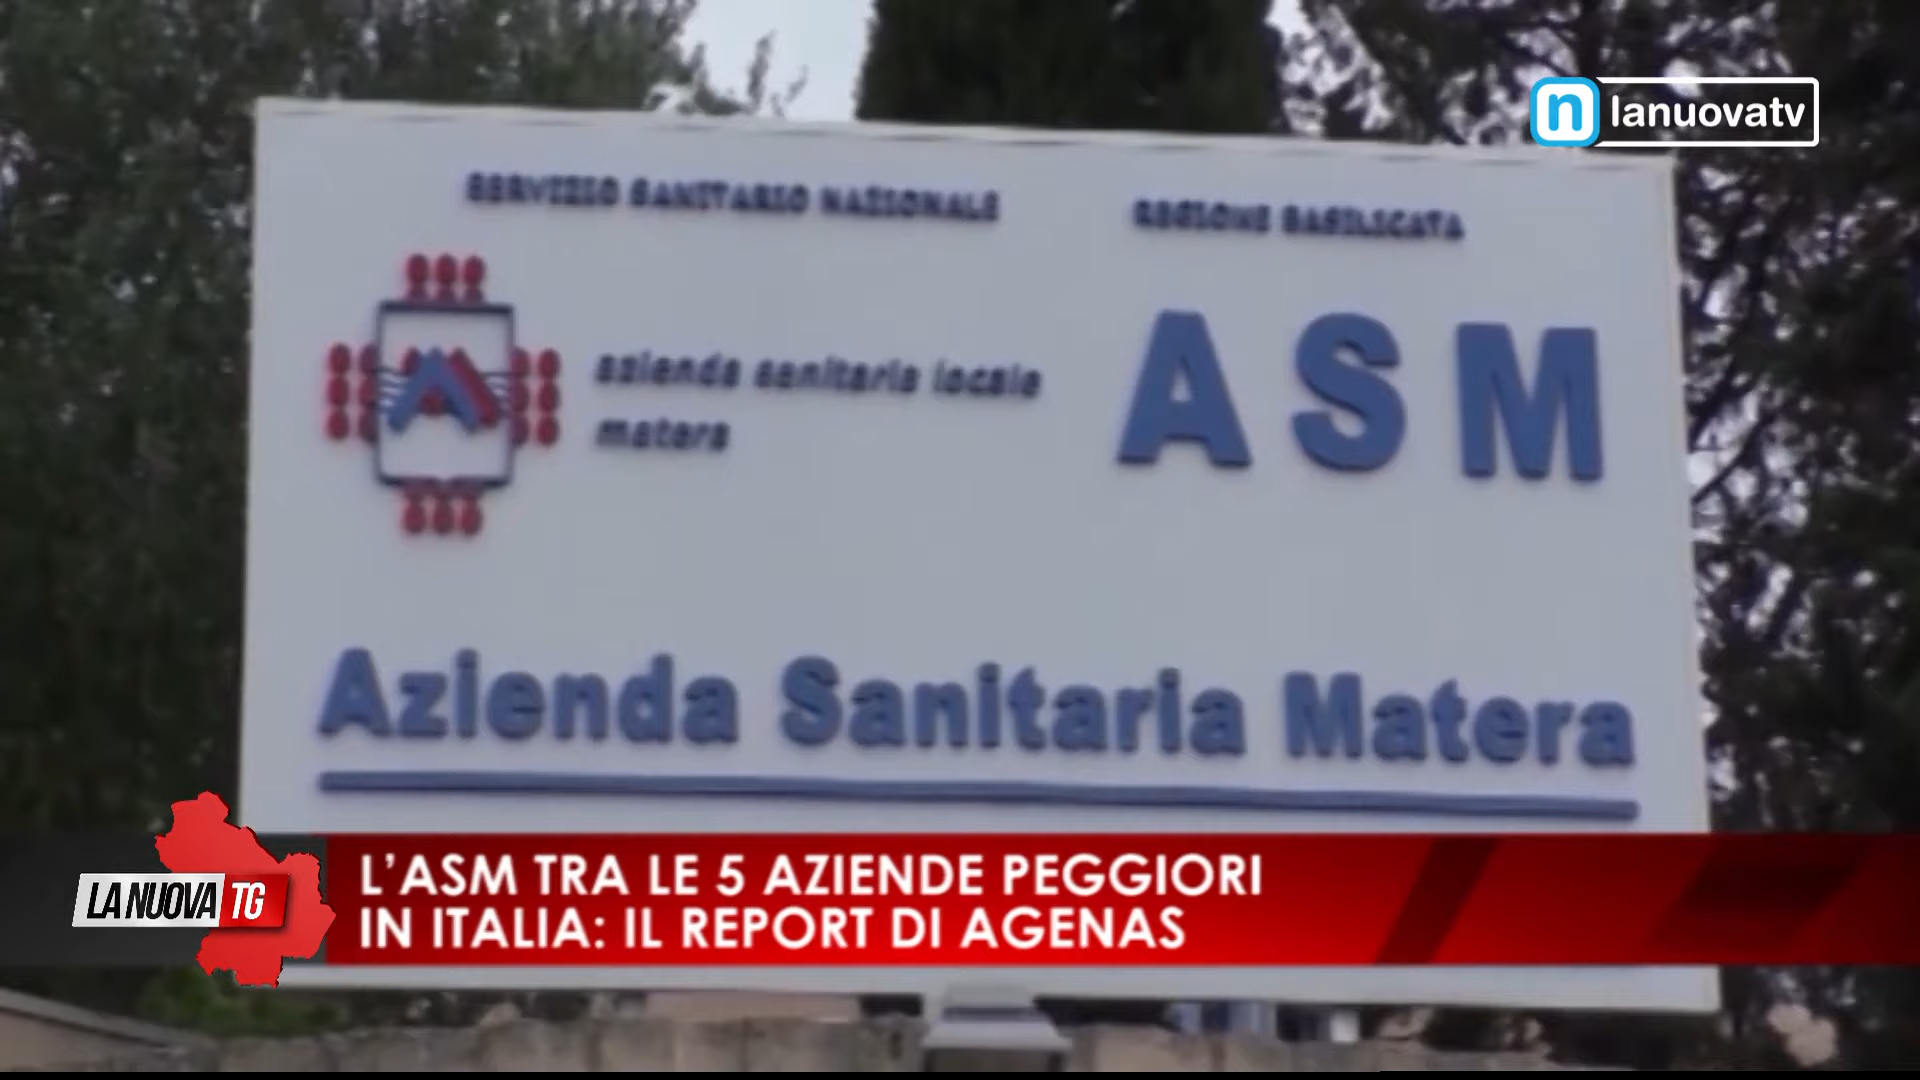 lanuovatv
SERVIZIO SANITARIO NAZIONALE
REGIONE BASILICATA
azienda sanitaria locale
matera
ASM
Azienda Sanitaria Matera
LA NUOVA TG
L’ASM TRA LE 5 AZIENDE PEGGIORI
IN ITALIA: IL REPORT DI AGENAS